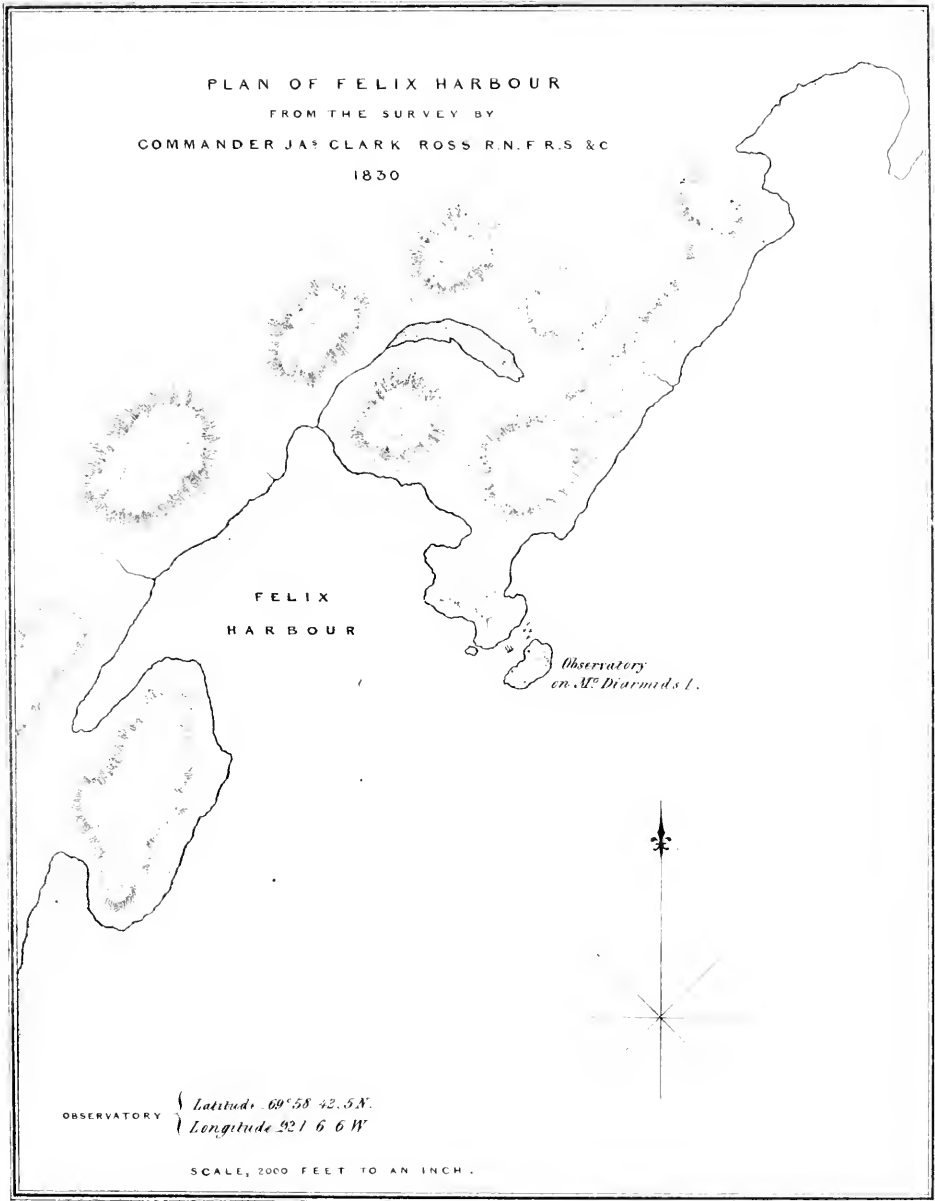 PLAN OF FELIX HARBOUR
FROM THE SURVEY BY
COMMANDER JAS CLARK ROSS R.N. F R.S &C
1830
FELIX
HARBOUR
Observatory
on Mc Diarmids I.
OBSERVATORY
Latitude 69° 58 42.5 N.
Longitude 92 1 6 6 W
SCALE, 2000 FEET TO AN INCH.